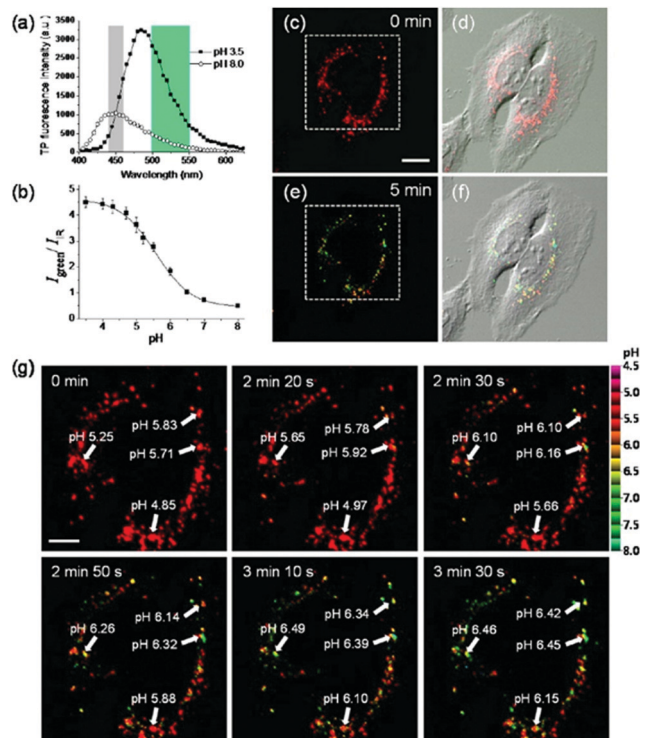 (a)
TP fluorescence intensity (a.u.)
3500
3000
2500
2000
1500
1000
500
0
pH 3.5
pH 8.0
400 450 500 550 600
Wavelength (nm)
(b)
Igreen / IIR
5
4
3
2
1
0
4 5 6 7 8
pH
(c)
0 min
(d)
(e)
5 min
(f)
(g)
0 min
pH 5.83
pH 5.25
pH 5.71
pH 4.85
2 min 20 s
pH 5.78
pH 5.65
pH 5.92
pH 4.97
2 min 30 s
pH 6.10
pH 6.10
pH 6.16
pH 5.66
pH
4.5
5.0
5.5
6.0
6.5
7.0
7.5
8.0
2 min 50 s
pH 6.14
pH 6.26
pH 6.32
pH 5.88
3 min 10 s
pH 6.34
pH 6.49
pH 6.39
pH 6.10
3 min 30 s
pH 6.42
pH 6.46
pH 6.45
pH 6.15